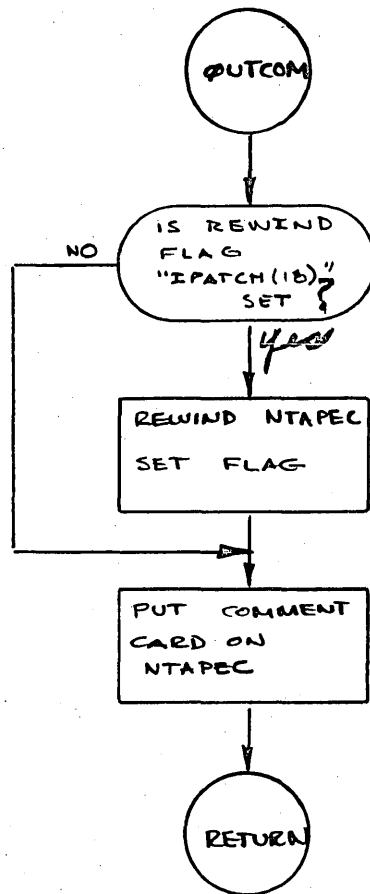 ØUTCOM
IS REWIND
FLAG
"IPATCH(18)"
SET ?
NO
yes
REWIND NTAPEC
SET FLAG
PUT COMMENT
CARD ON
NTAPEC
RETURN